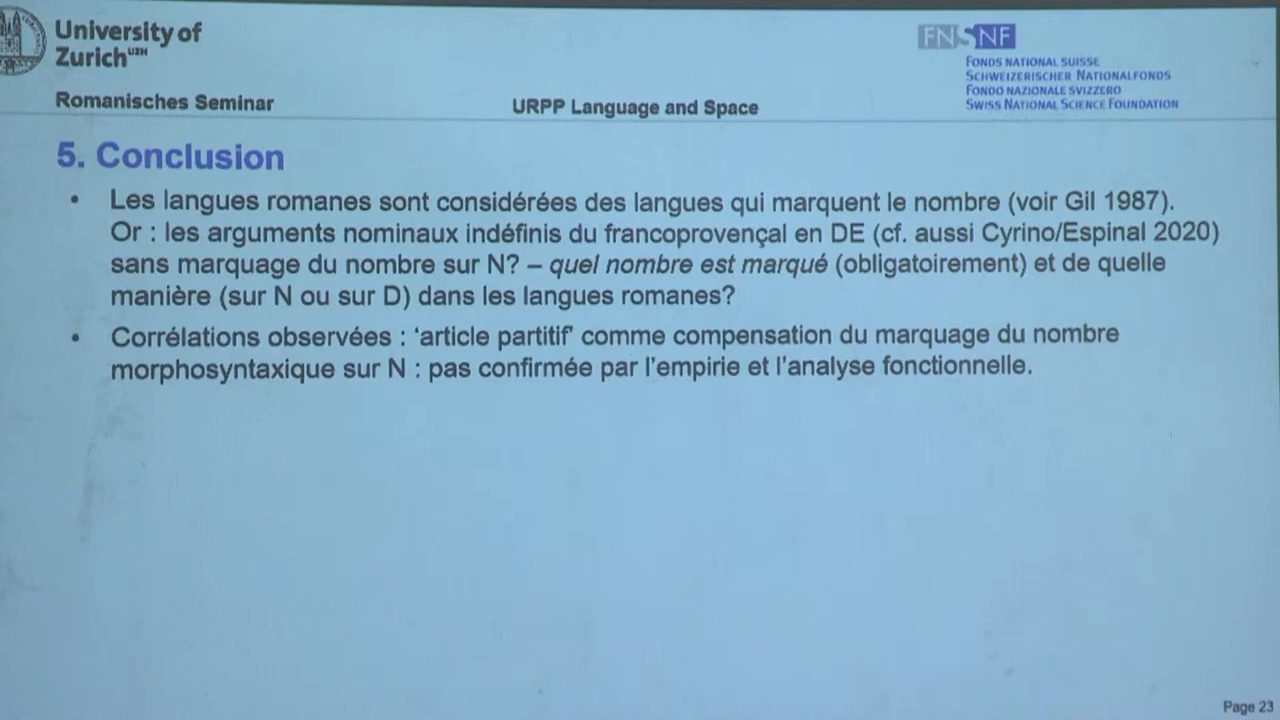 University of
Zurich UZH
FNSNF
FONDS NATIONAL SUISSE
SCHWEIZERISCHER NATIONALFONDS
FONDO NAZIONALE SVIZZERO
SWISS NATIONAL SCIENCE FOUNDATION
Romanisches Seminar
URPP Language and Space
5. Conclusion
• Les langues romanes sont considérées des langues qui marquent le nombre (voir Gil 1987).
Or : les arguments nominaux indéfinis du francoprovençal en DE (cf. aussi Cyrino/Espinal 2020)
sans marquage du nombre sur N? – quel nombre est marqué (obligatoirement) et de quelle
manière (sur N ou sur D) dans les langues romanes?
• Corrélations observées : ‘article partitif’ comme compensation du marquage du nombre
morphosyntaxique sur N : pas confirmée par l’empirie et l’analyse fonctionnelle.
Page 23